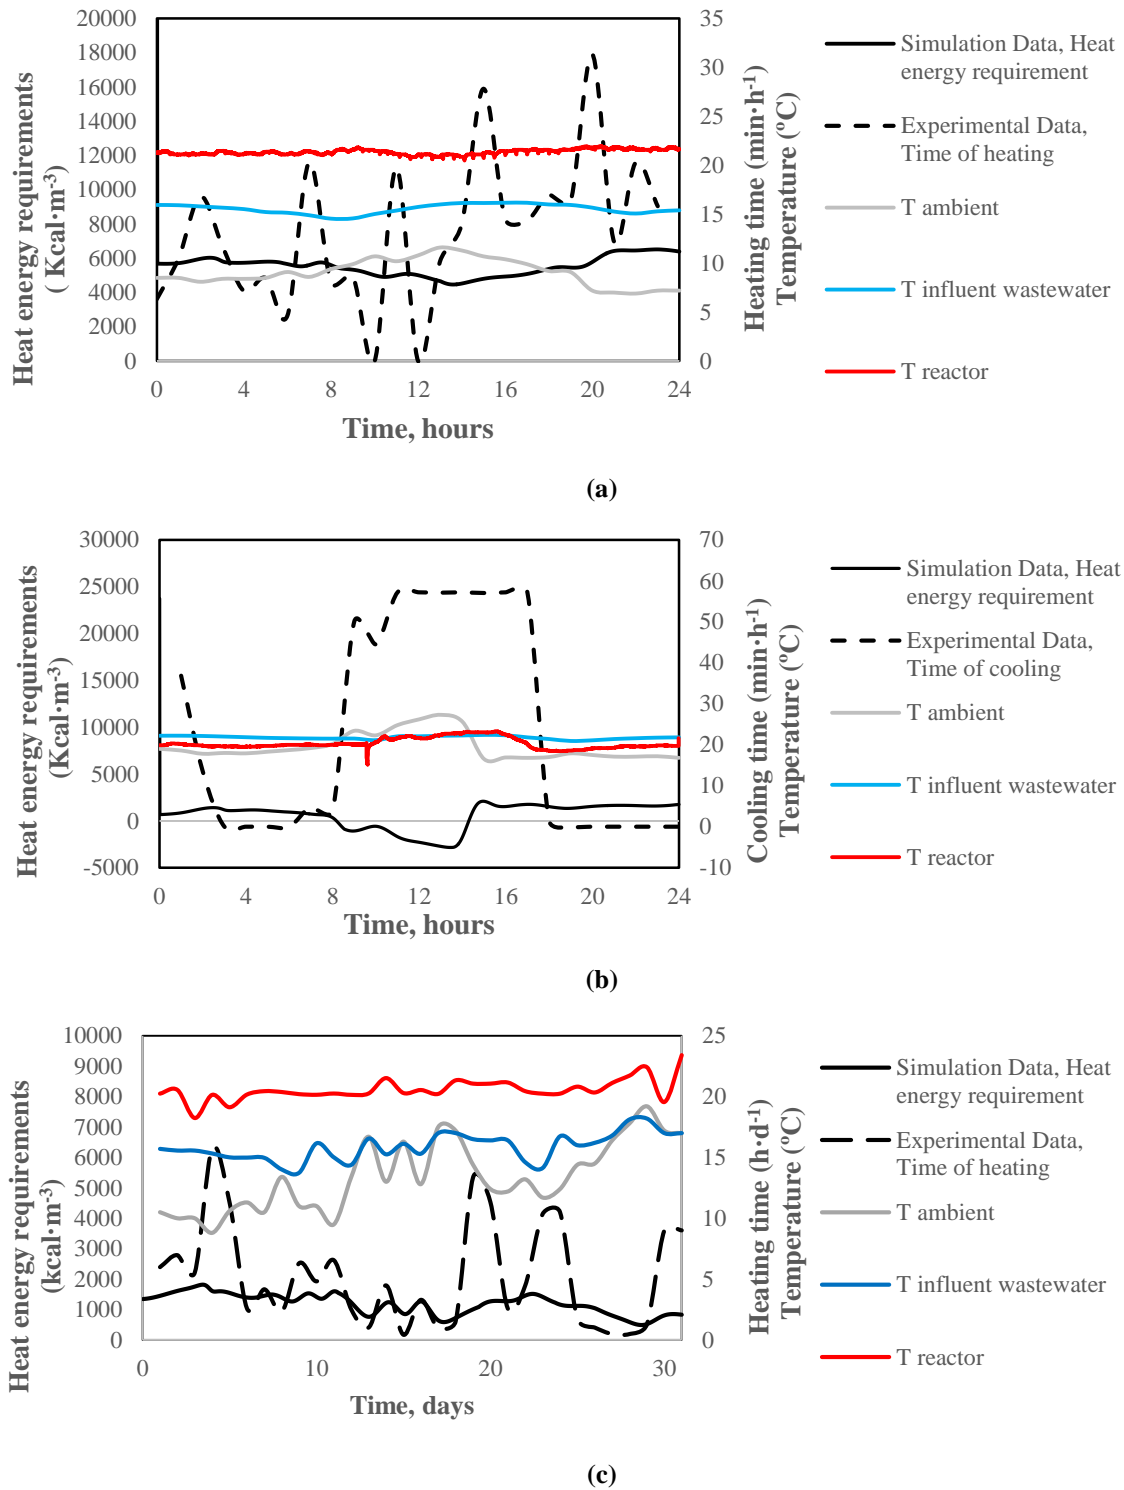 20000
18000
16000
14000
12000
10000
8000
6000
4000
2000
0
Heat energy requirements
( Kcal·m-3)
35
30
25
20
15
10
5
0
Heating time (min·h-1)
Temperature (ºC)
0 4 8 12 16 20 24
Time, hours
Simulation Data, Heat
energy requirement
Experimental Data,
Time of heating
T ambient
T influent wastewater
T reactor
(a)
30000
25000
20000
15000
10000
5000
0
-5000
Heat energy requirements
(Kcal·m-3)
70
60
50
40
30
20
10
0
-10
Cooling time (min·h-1)
Temperature (ºC)
0 4 8 12 16 20 24
Time, hours
Simulation Data, Heat
energy requirement
Experimental Data,
Time of cooling
T ambient
T influent wastewater
T reactor
(b)
10000
9000
8000
7000
6000
5000
4000
3000
2000
1000
0
Heat energy requirements
(kcal·m-3)
25
20
15
10
5
0
Heating time (h·d-1)
Temperature (ºC)
0 10 20 30
Time, days
Simulation Data, Heat
energy requirement
Experimental Data,
Time of heating
T ambient
T influent wastewater
T reactor
(c)